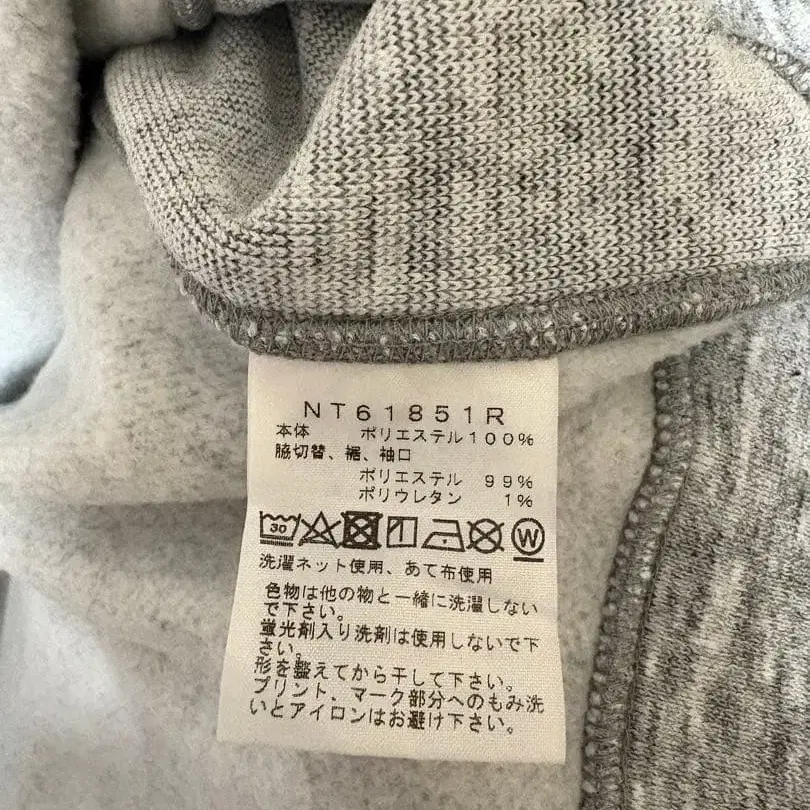 NT61851R
本体 ポリエステル100%
脇切替、裾、袖口
ポリエステル 99%
ポリウレタン 1%
30 W
洗濯ネット使用、あて布使用
色物は他の物と一緒に洗濯しない
で下さい。
蛍光剤入り洗剤は使用しないで下
さい。
形を整えてから干して下さい。
プリント、マーク部分へのもみ洗
いとアイロンはお避け下さい。